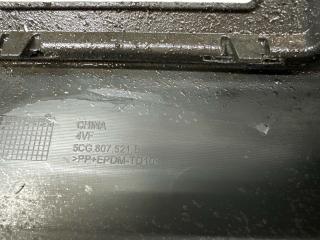 CHINA
4VF
5CG.807.521.B
>PP+EPDM-TD10<